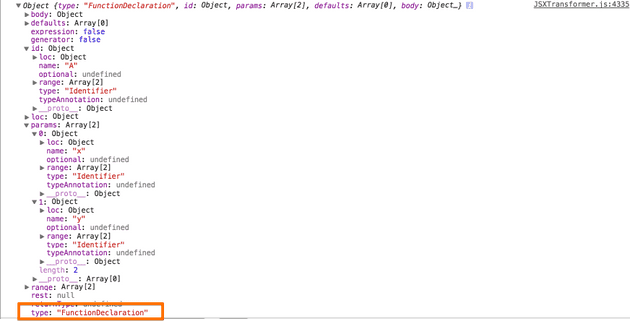 Object {type: "FunctionDeclaration", id: Object, params: Array[2], defaults: Array[0], body: Object…} JSXTransformer.js:4335
body: Object
defaults: Array[0]
expression: false
generator: false
id: Object
loc: Object
name: "A"
optional: undefined
range: Array[2]
type: "Identifier"
typeAnnotation: undefined
__proto__: Object
loc: Object
params: Array[2]
0: Object
loc: Object
name: "x"
optional: undefined
range: Array[2]
type: "Identifier"
typeAnnotation: undefined
__proto__: Object
1: Object
loc: Object
name: "y"
optional: undefined
range: Array[2]
type: "Identifier"
typeAnnotation: undefined
__proto__: Object
length: 2
__proto__: Array[0]
range: Array[2]
rest: null
returnType: undefined
type: "FunctionDeclaration"